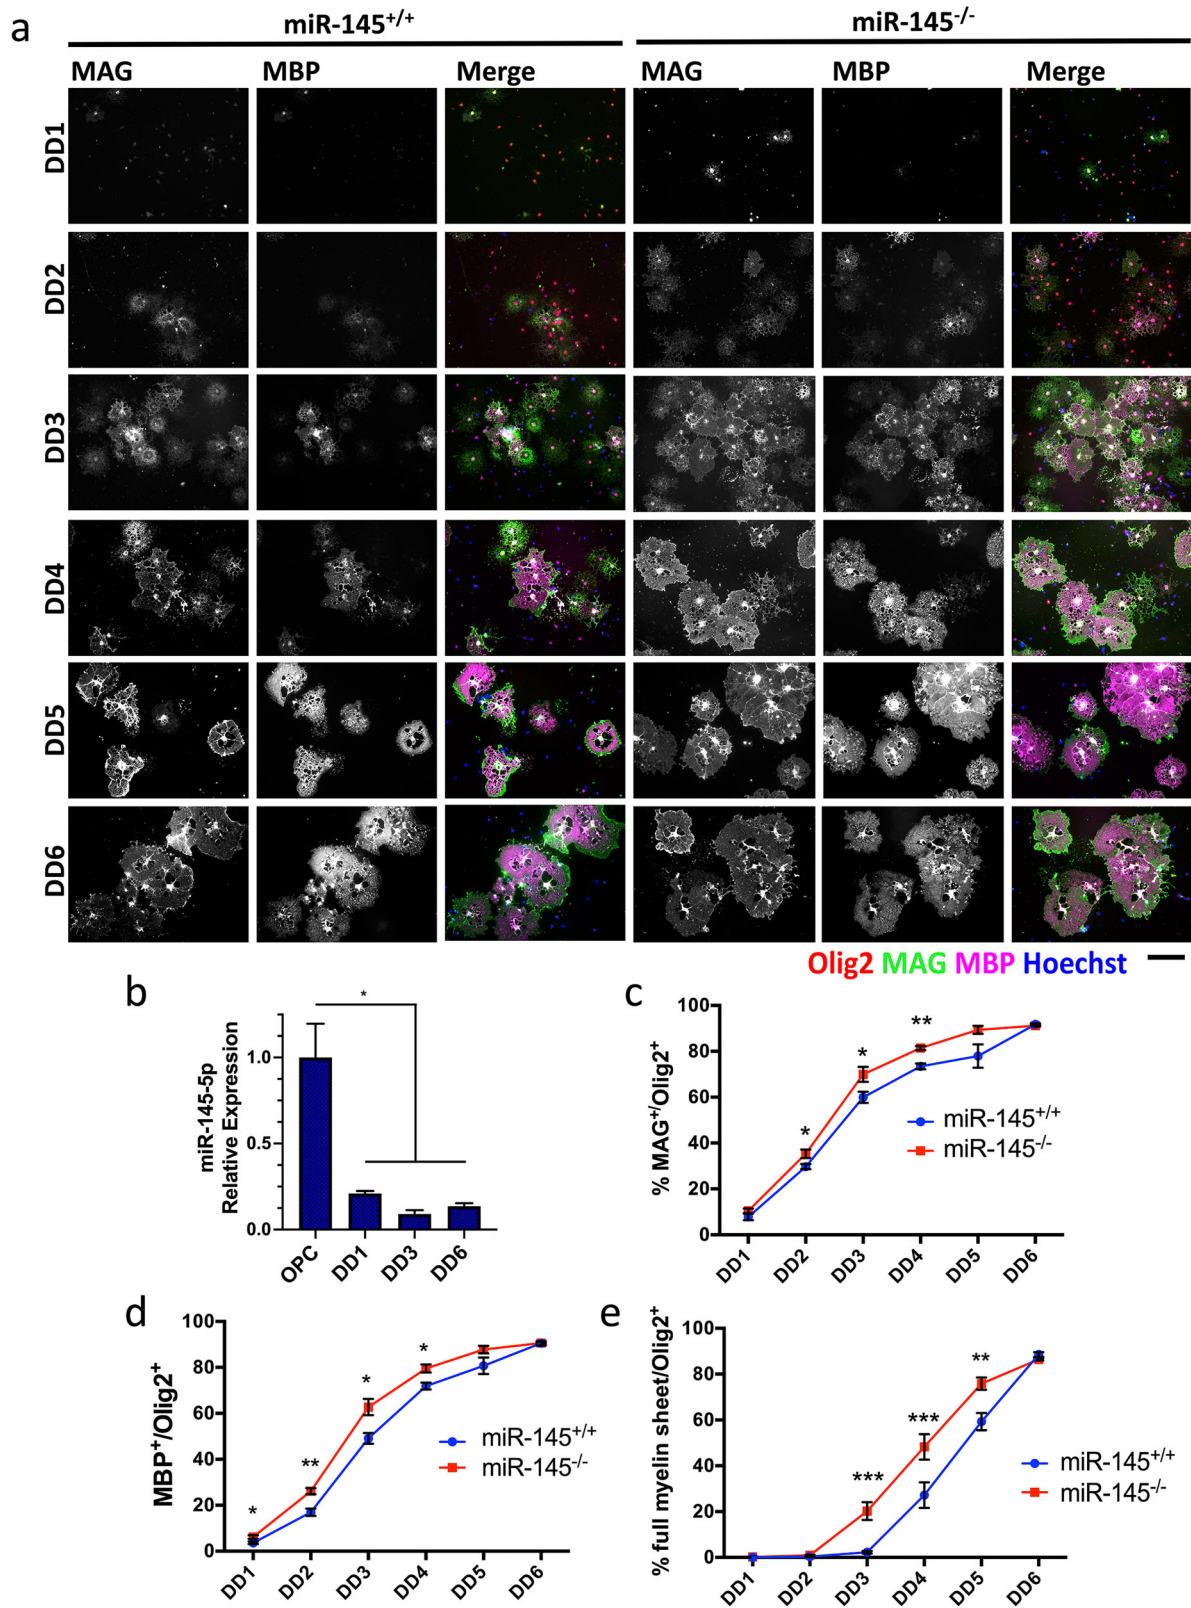 a
miR-145+/+ miR-145-/-
MAG MBP Merge MAG MBP Merge
DD1
DD2
DD3
DD4
DD5
DD6
Olig2 MAG MBP Hoechst
b
*
miR-145-5p
Relative Expression
1.0
0.5
0.0
OPC DD1 DD3 DD6
c
% MAG+/Olig2+
100
80
60
40
20
0
* * **
miR-145+/+
miR-145-/-
DD1 DD2 DD3 DD4 DD5 DD6
d
MBP+/Olig2+
100
80
60
40
20
0
* ** * *
miR-145+/+
miR-145-/-
DD1 DD2 DD3 DD4 DD5 DD6
e
% full myelin sheet/Olig2+
100
80
60
40
20
0
*** *** **
miR-145+/+
miR-145-/-
DD1 DD2 DD3 DD4 DD5 DD6